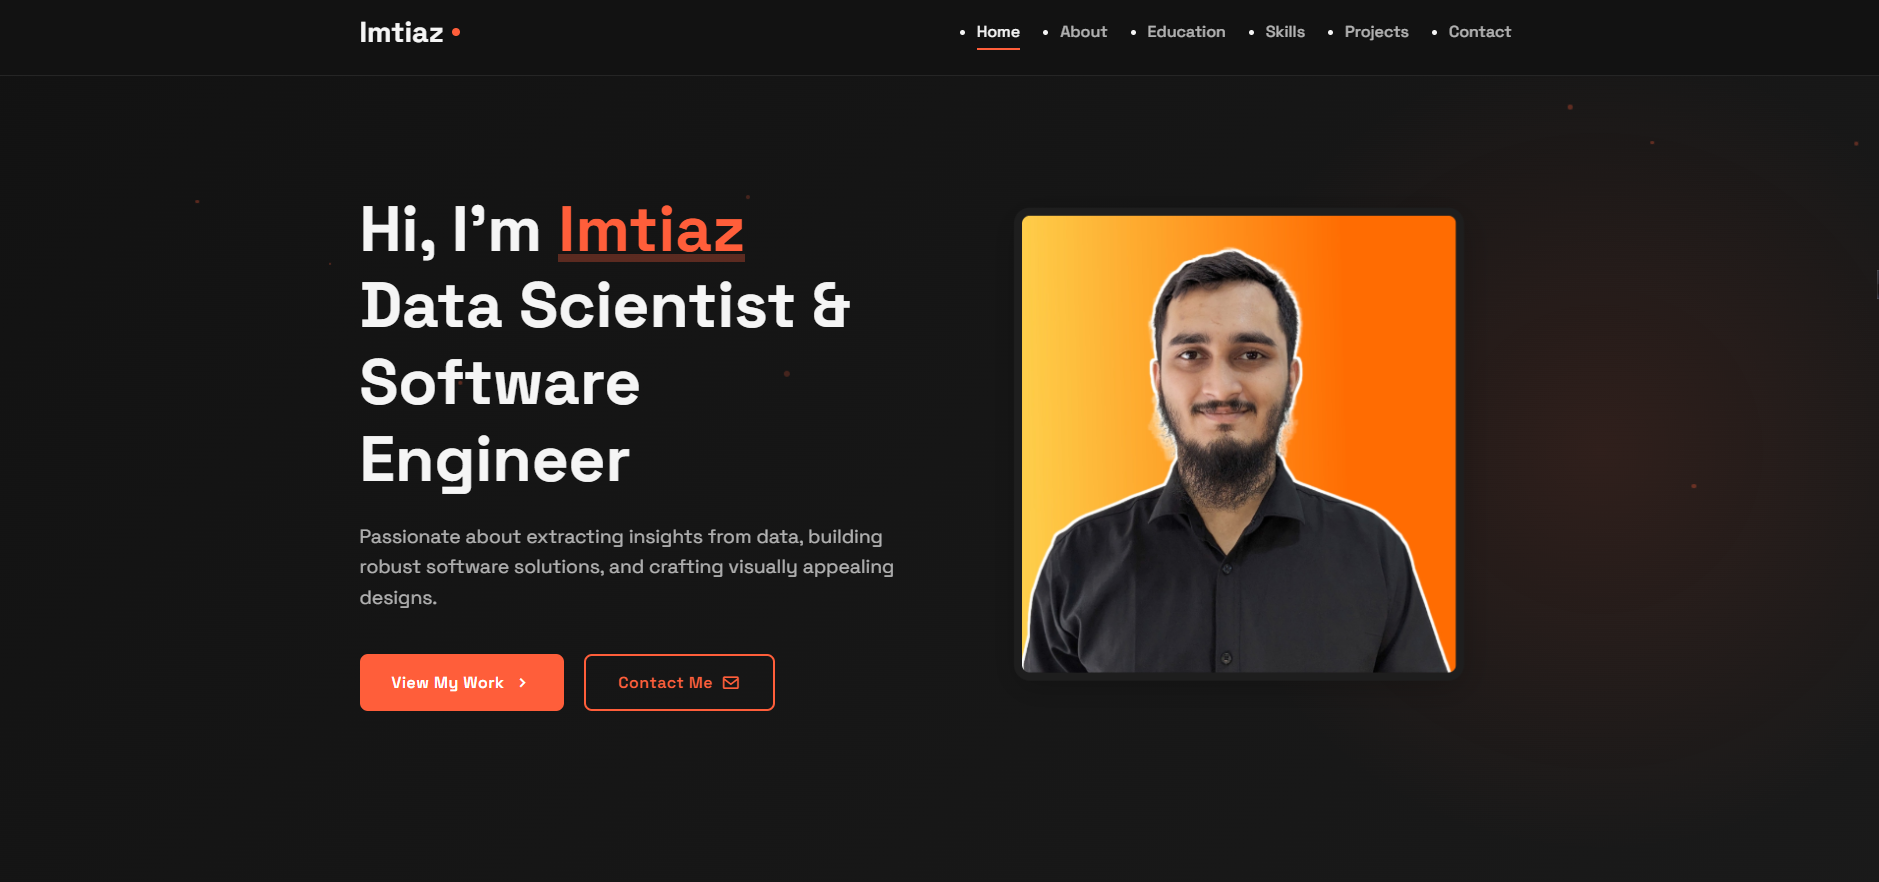 Imtiaz
Home About Education Skills Projects Contact
Hi, I’m Imtiaz
Data Scientist &
Software
Engineer
Passionate about extracting insights from data, building
robust software solutions, and crafting visually appealing
designs.
View My Work
Contact Me